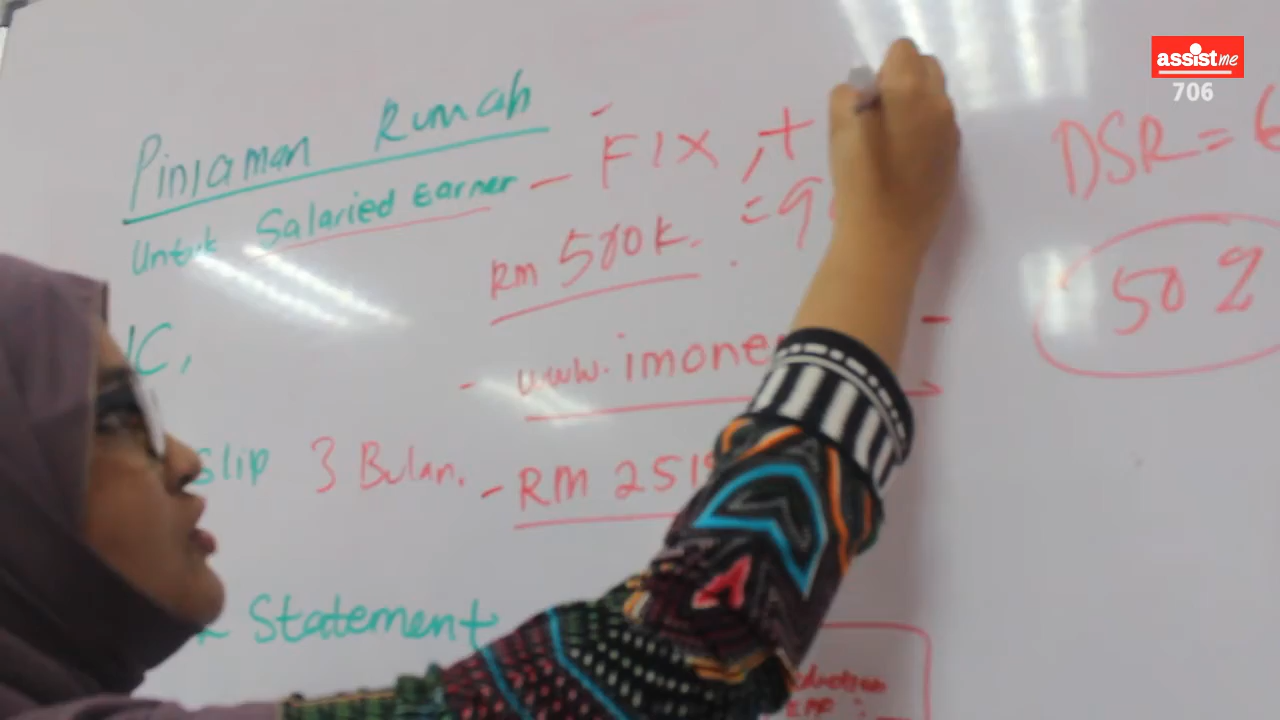 assistme
706
Pinjaman Rumah
Untuk Salaried Earner - FIX, +
RM 500k. = 9
DSR = 6
50%
IC,
- www.imone
slip 3 Bulan. - RM 251
Statement
EPF :